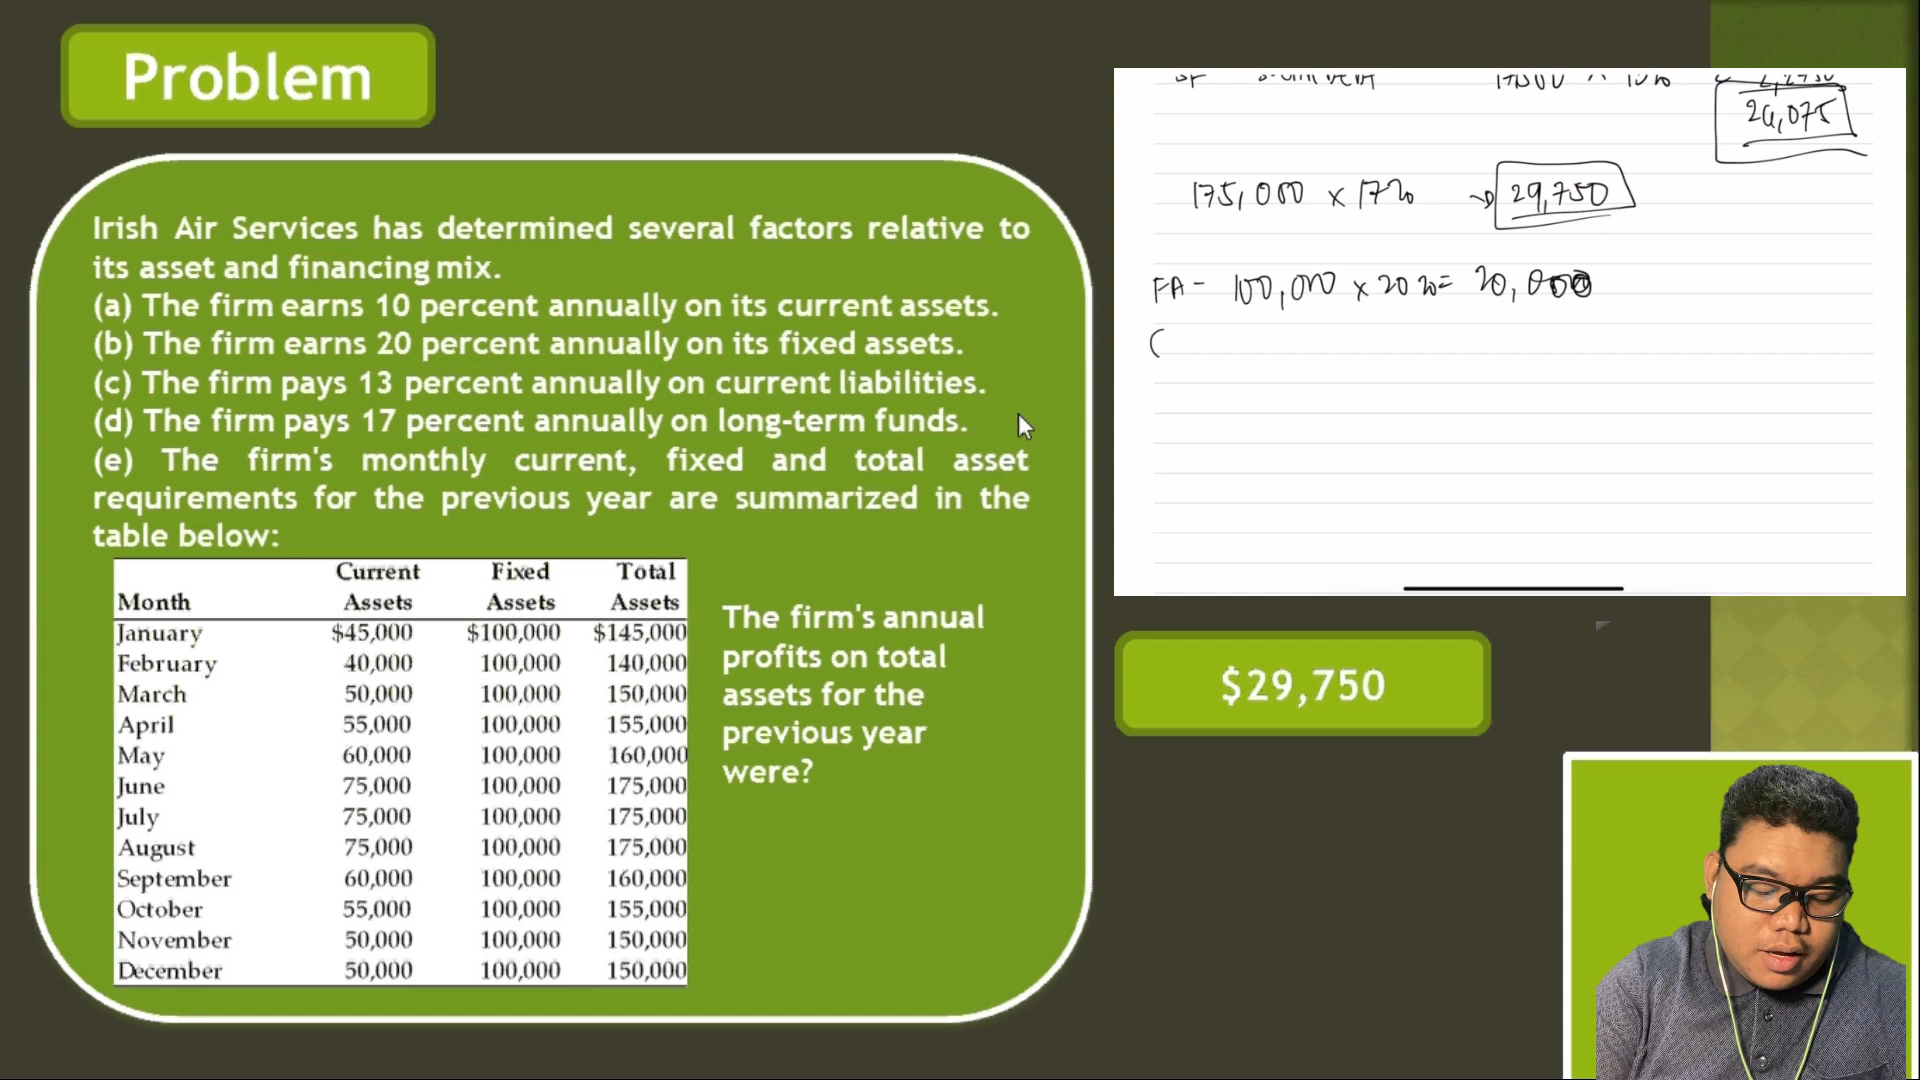 Problem
Irish Air Services has determined several factors relative to
its asset and financing mix.
(a) The firm earns 10 percent annually on its current assets.
(b) The firm earns 20 percent annually on its fixed assets.
(c) The firm pays 13 percent annually on current liabilities.
(d) The firm pays 17 percent annually on long-term funds.
(e) The firm's monthly current, fixed and total asset
requirements for the previous year are summarized in the
table below:
Current Fixed Total
Month Assets Assets Assets
January $45,000 $100,000 $145,000
February 40,000 100,000 140,000
March 50,000 100,000 150,000
April 55,000 100,000 155,000
May 60,000 100,000 160,000
June 75,000 100,000 175,000
July 75,000 100,000 175,000
August 75,000 100,000 175,000
September 60,000 100,000 160,000
October 55,000 100,000 155,000
November 50,000 100,000 150,000
December 50,000 100,000 150,000
The firm's annual
profits on total
assets for the
previous year
were?
24,075
175,000 x 17% → 29,750
FA - 100,000 x 20% = 20,000
(
$29,750